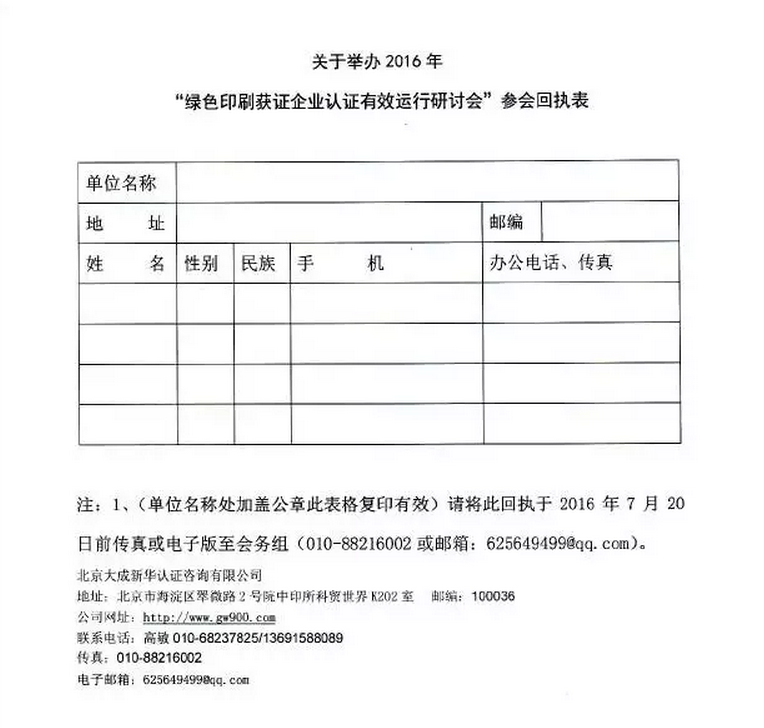 关于举办 2016 年
“绿色印刷获证企业认证有效运行研讨会”参会回执表
单位名称
地 址 邮编
姓 名 性别 民族 手 机 办公电话、传真
注：1、（单位名称处加盖公章此表格复印有效）请将此回执于 2016 年 7 月 20
日前传真或电子版至会务组（010-88216002 或邮箱：625649499@qq.com）。
北京大成新华认证咨询有限公司
地址：北京市海淀区翠微路 2 号院中印所科贸世界 K202 室 邮编：100036
公司网址：http://www.gw900.com
联系电话：高敏 010-68237825/13691588089
传真：010-88216002
电子邮箱：625649499@qq.com